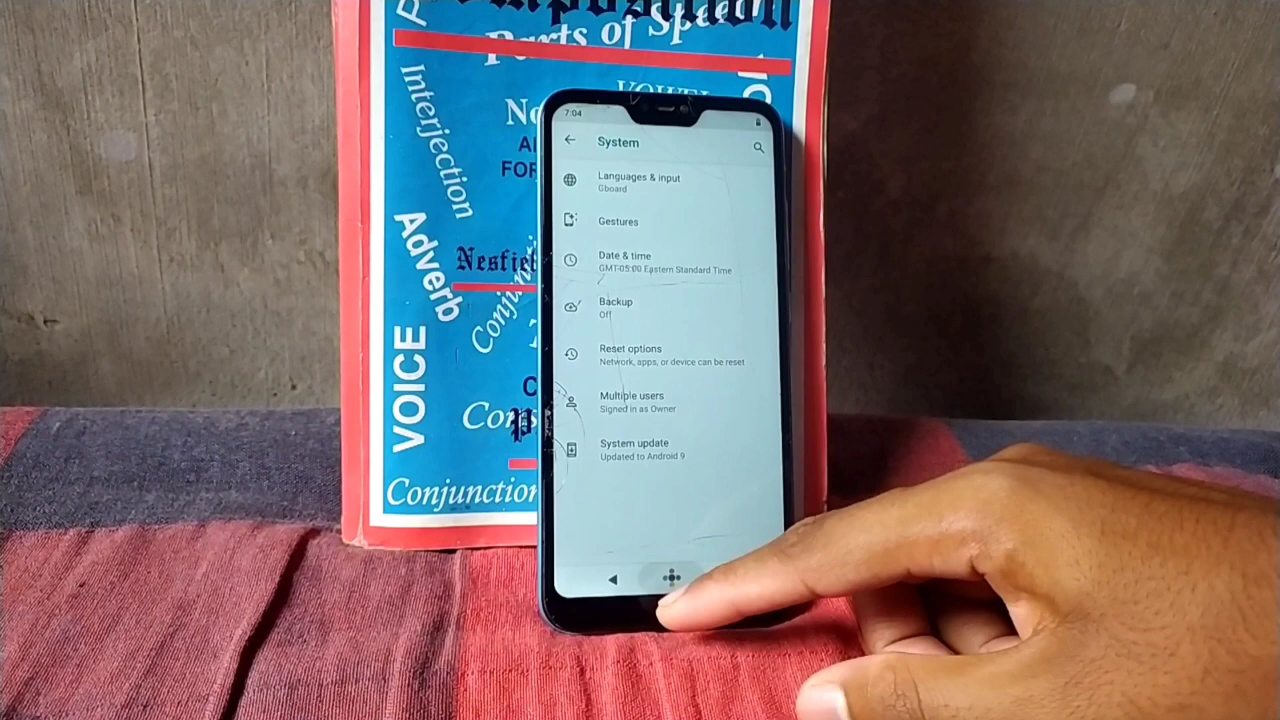 Parts of Speech
Interjection
VOWEL
Adverb
VOICE
Conjunction
7:04
System
Languages & input
Gboard
Gestures
Date & time
GMT-05:00 Eastern Standard Time
Backup
Off
Reset options
Network, apps, or device can be reset
Multiple users
Signed in as Owner
System update
Updated to Android 9